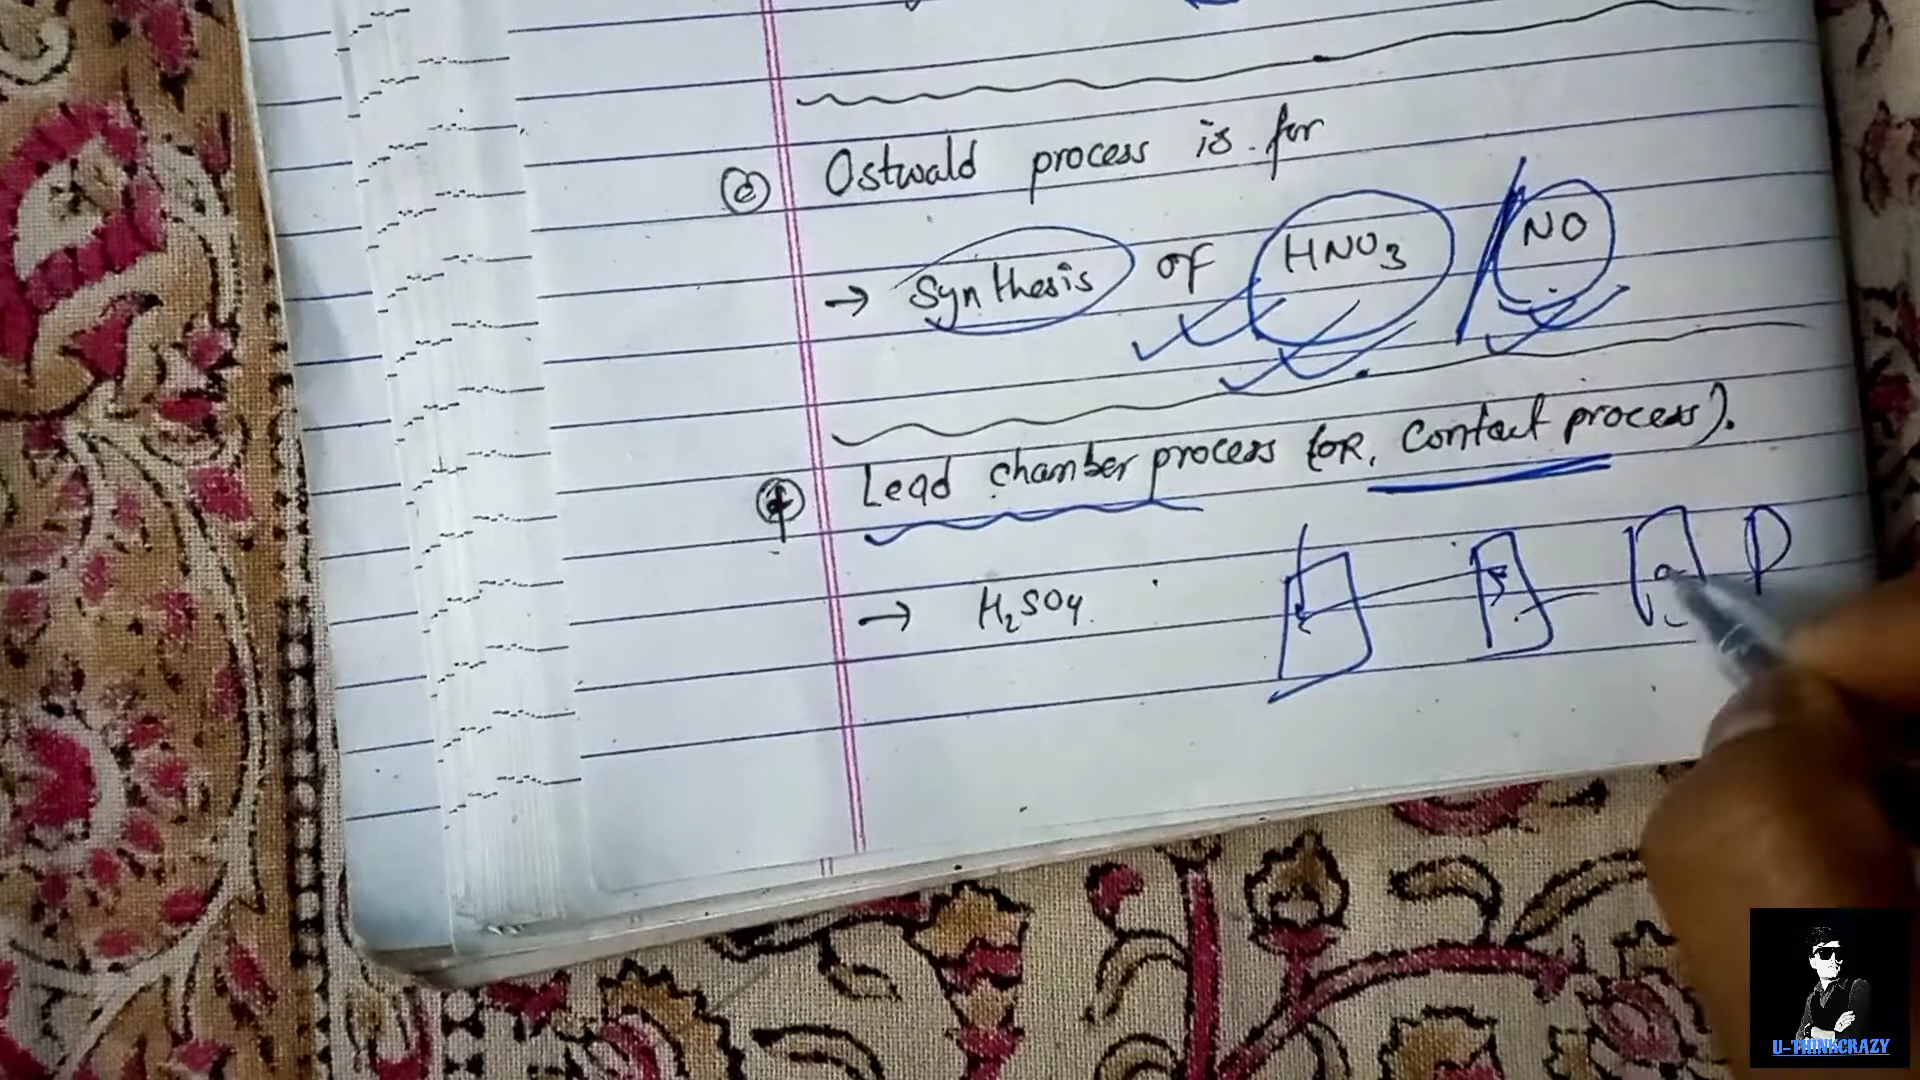 ⓔ Ostwald process is for
→ Synthesis of HNO₃ / NO
ⓕ Lead chamber process (OR, Contact process).
→ H₂SO₄.
U-THINKCRAZY